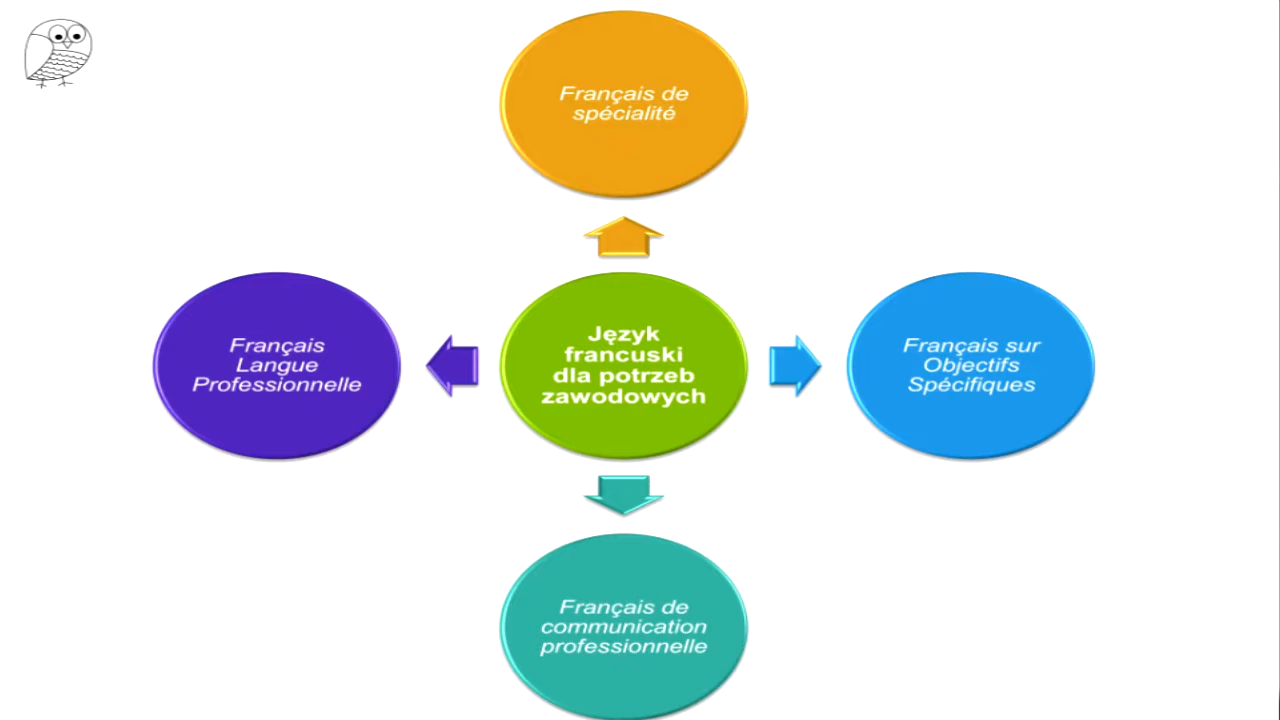 Français de
spécialité
Français
Langue
Professionnelle
Język
francuski
dla potrzeb
zawodowych
Français sur
Objectifs
Spécifiques
Français de
communication
professionnelle